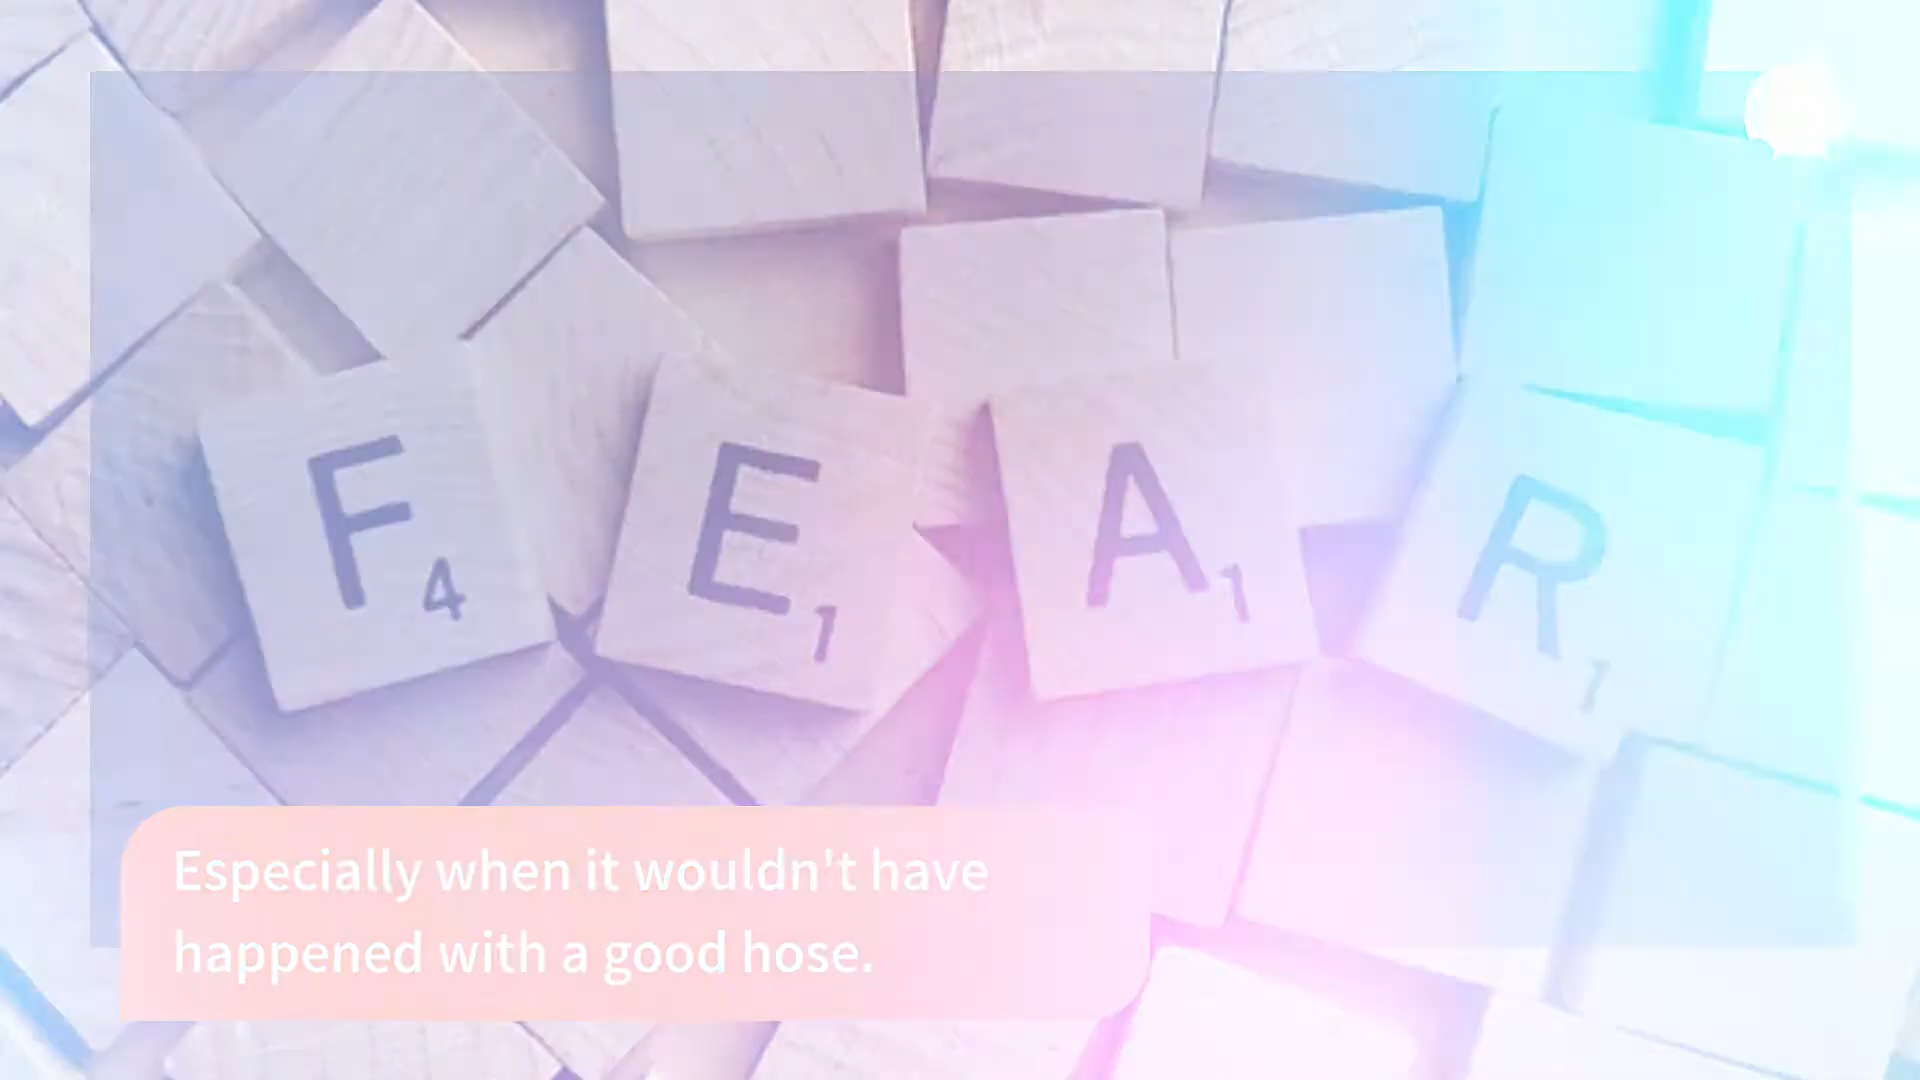 F4 E1 A1 R1
Especially when it wouldn't have
happened with a good hose.